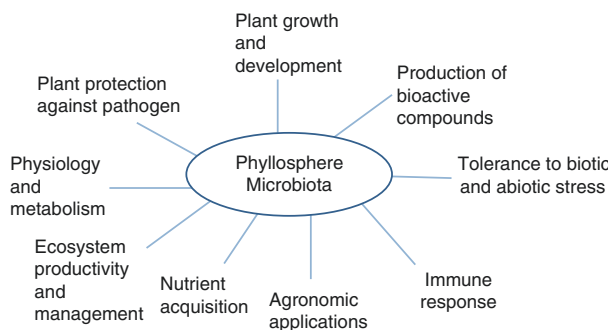 Plant growth
and
development
Production of
bioactive
compounds
Tolerance to biotic
and abiotic stress
Immune
response
Agronomic
applications
Nutrient
acquisition
Ecosystem
productivity
and
management
Physiology
and
metabolism
Plant protection
against pathogen
Phyllosphere
Microbiota